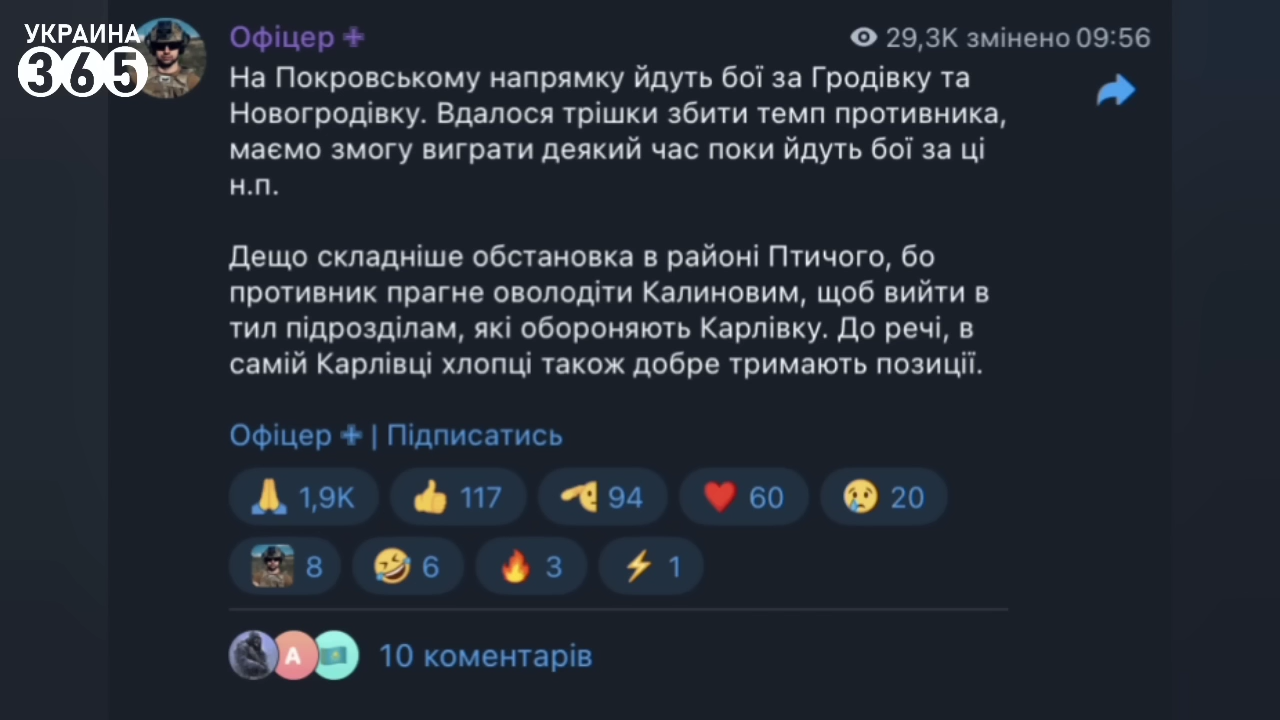 УКРАИНА
365
Офіцер
29,3K змінено 09:56
На Покровському напрямку йдуть бої за Гродівку та
Новогродівку. Вдалося трішки збити темп противника,
маємо змогу виграти деякий час поки йдуть бої за ці
н.п.
Дещо складніше обстановка в районі Птичого, бо
противник прагне оволодіти Калиновим, щоб вийти в
тил підрозділам, які обороняють Карлівку. До речі, в
самій Карлівці хлопці також добре тримають позиції.
Офіцер | Підписатись
1,9K 117 94 60 20
8 6 3 1
A 10 коментарів